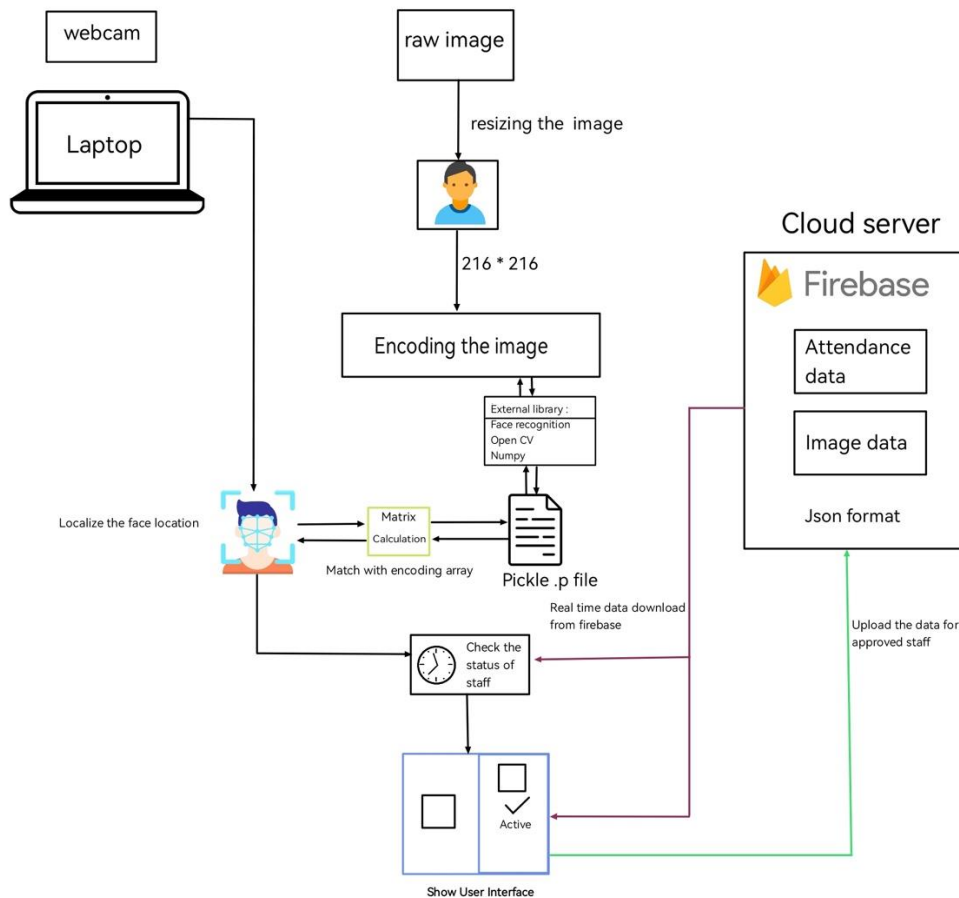 webcam
Laptop
raw image
resizing the  image
216 * 216
Encoding the image
External library :
Face recognition
Open CV
Numpy
Localize the face location
Matrix
Calculation
Match with encoding array
Pickle .p file
Cloud server
Firebase
Attendance
data
Image data
Json format
Real time data download
from firebase
Upload the data for
approved staff
Check the
status of
staff
Active
Show User Interface